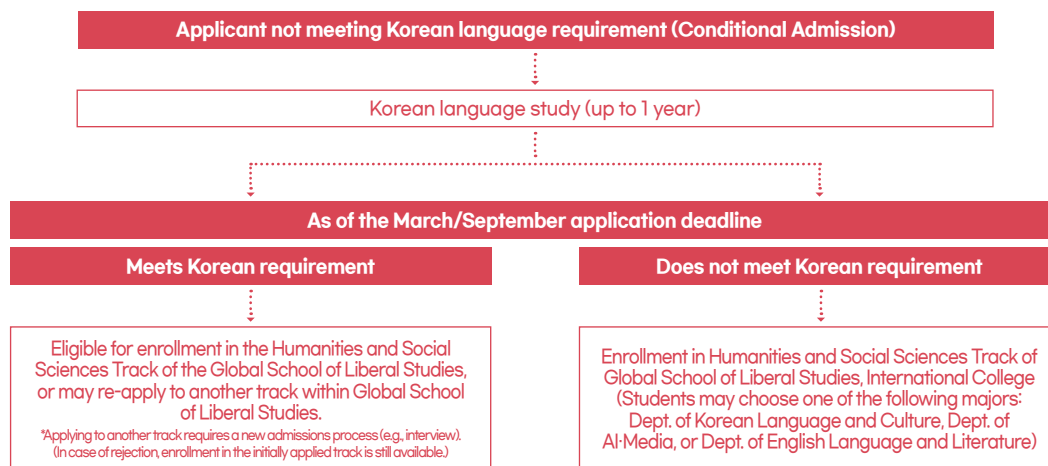 Applicant not meeting Korean language requirement (Conditional Admission)
Korean language study (up to 1 year)
As of the March/September application deadline
Meets Korean requirement
Eligible for enrollment in the Humanities and Social
Sciences Track of the Global School of Liberal Studies,
or may re-apply to another track within Global School
of Liberal Studies.
*Applying to another track requires a new admissions process (e.g., interview).
(In case of rejection, enrollment in the initially applied track is still available.)
Does not meet Korean requirement
Enrollment in Humanities and Social Sciences Track of
Global School of Liberal Studies, International College
(Students may choose one of the following majors:
Dept. of Korean Language and Culture, Dept. of
AI·Media, or Dept. of English Language and Literature)